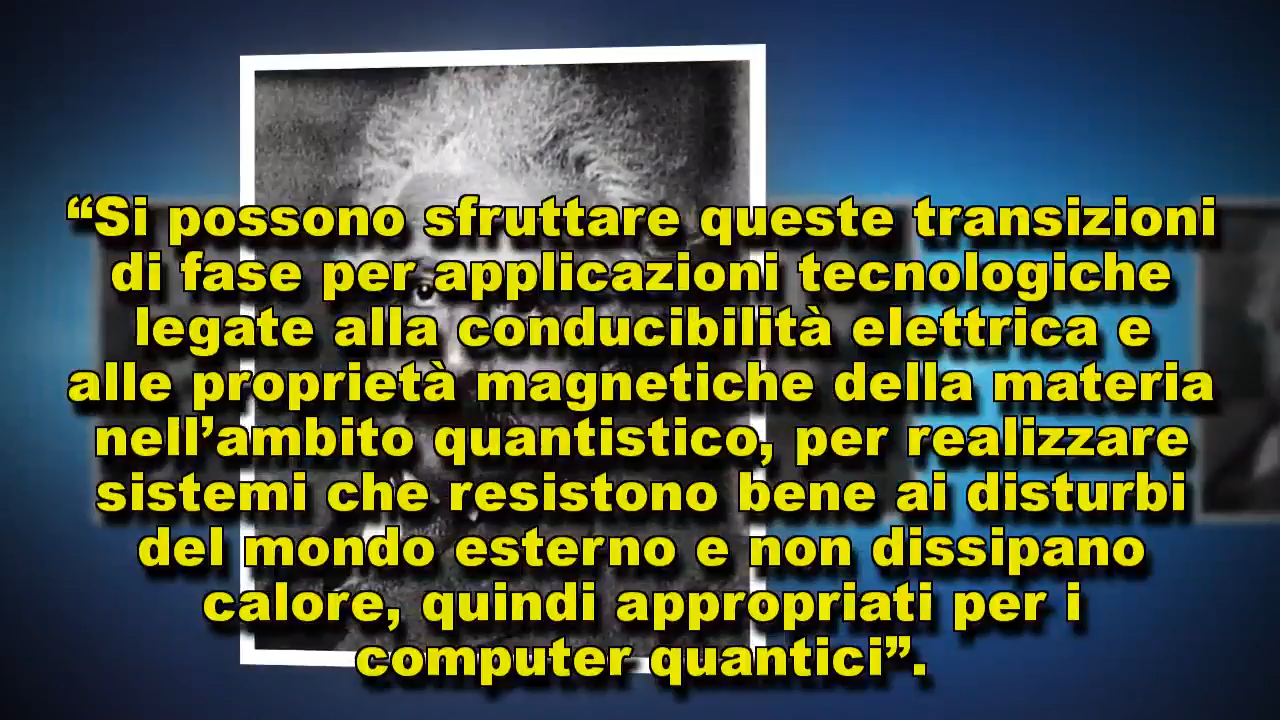 “Si possono sfruttare queste transizioni
di fase per applicazioni tecnologiche
legate alla conducibilità elettrica e
alle proprietà magnetiche della materia
nell’ambito quantistico, per realizzare
sistemi che resistono bene ai disturbi
del mondo esterno e non dissipano
calore, quindi appropriati per i
computer quantici”.